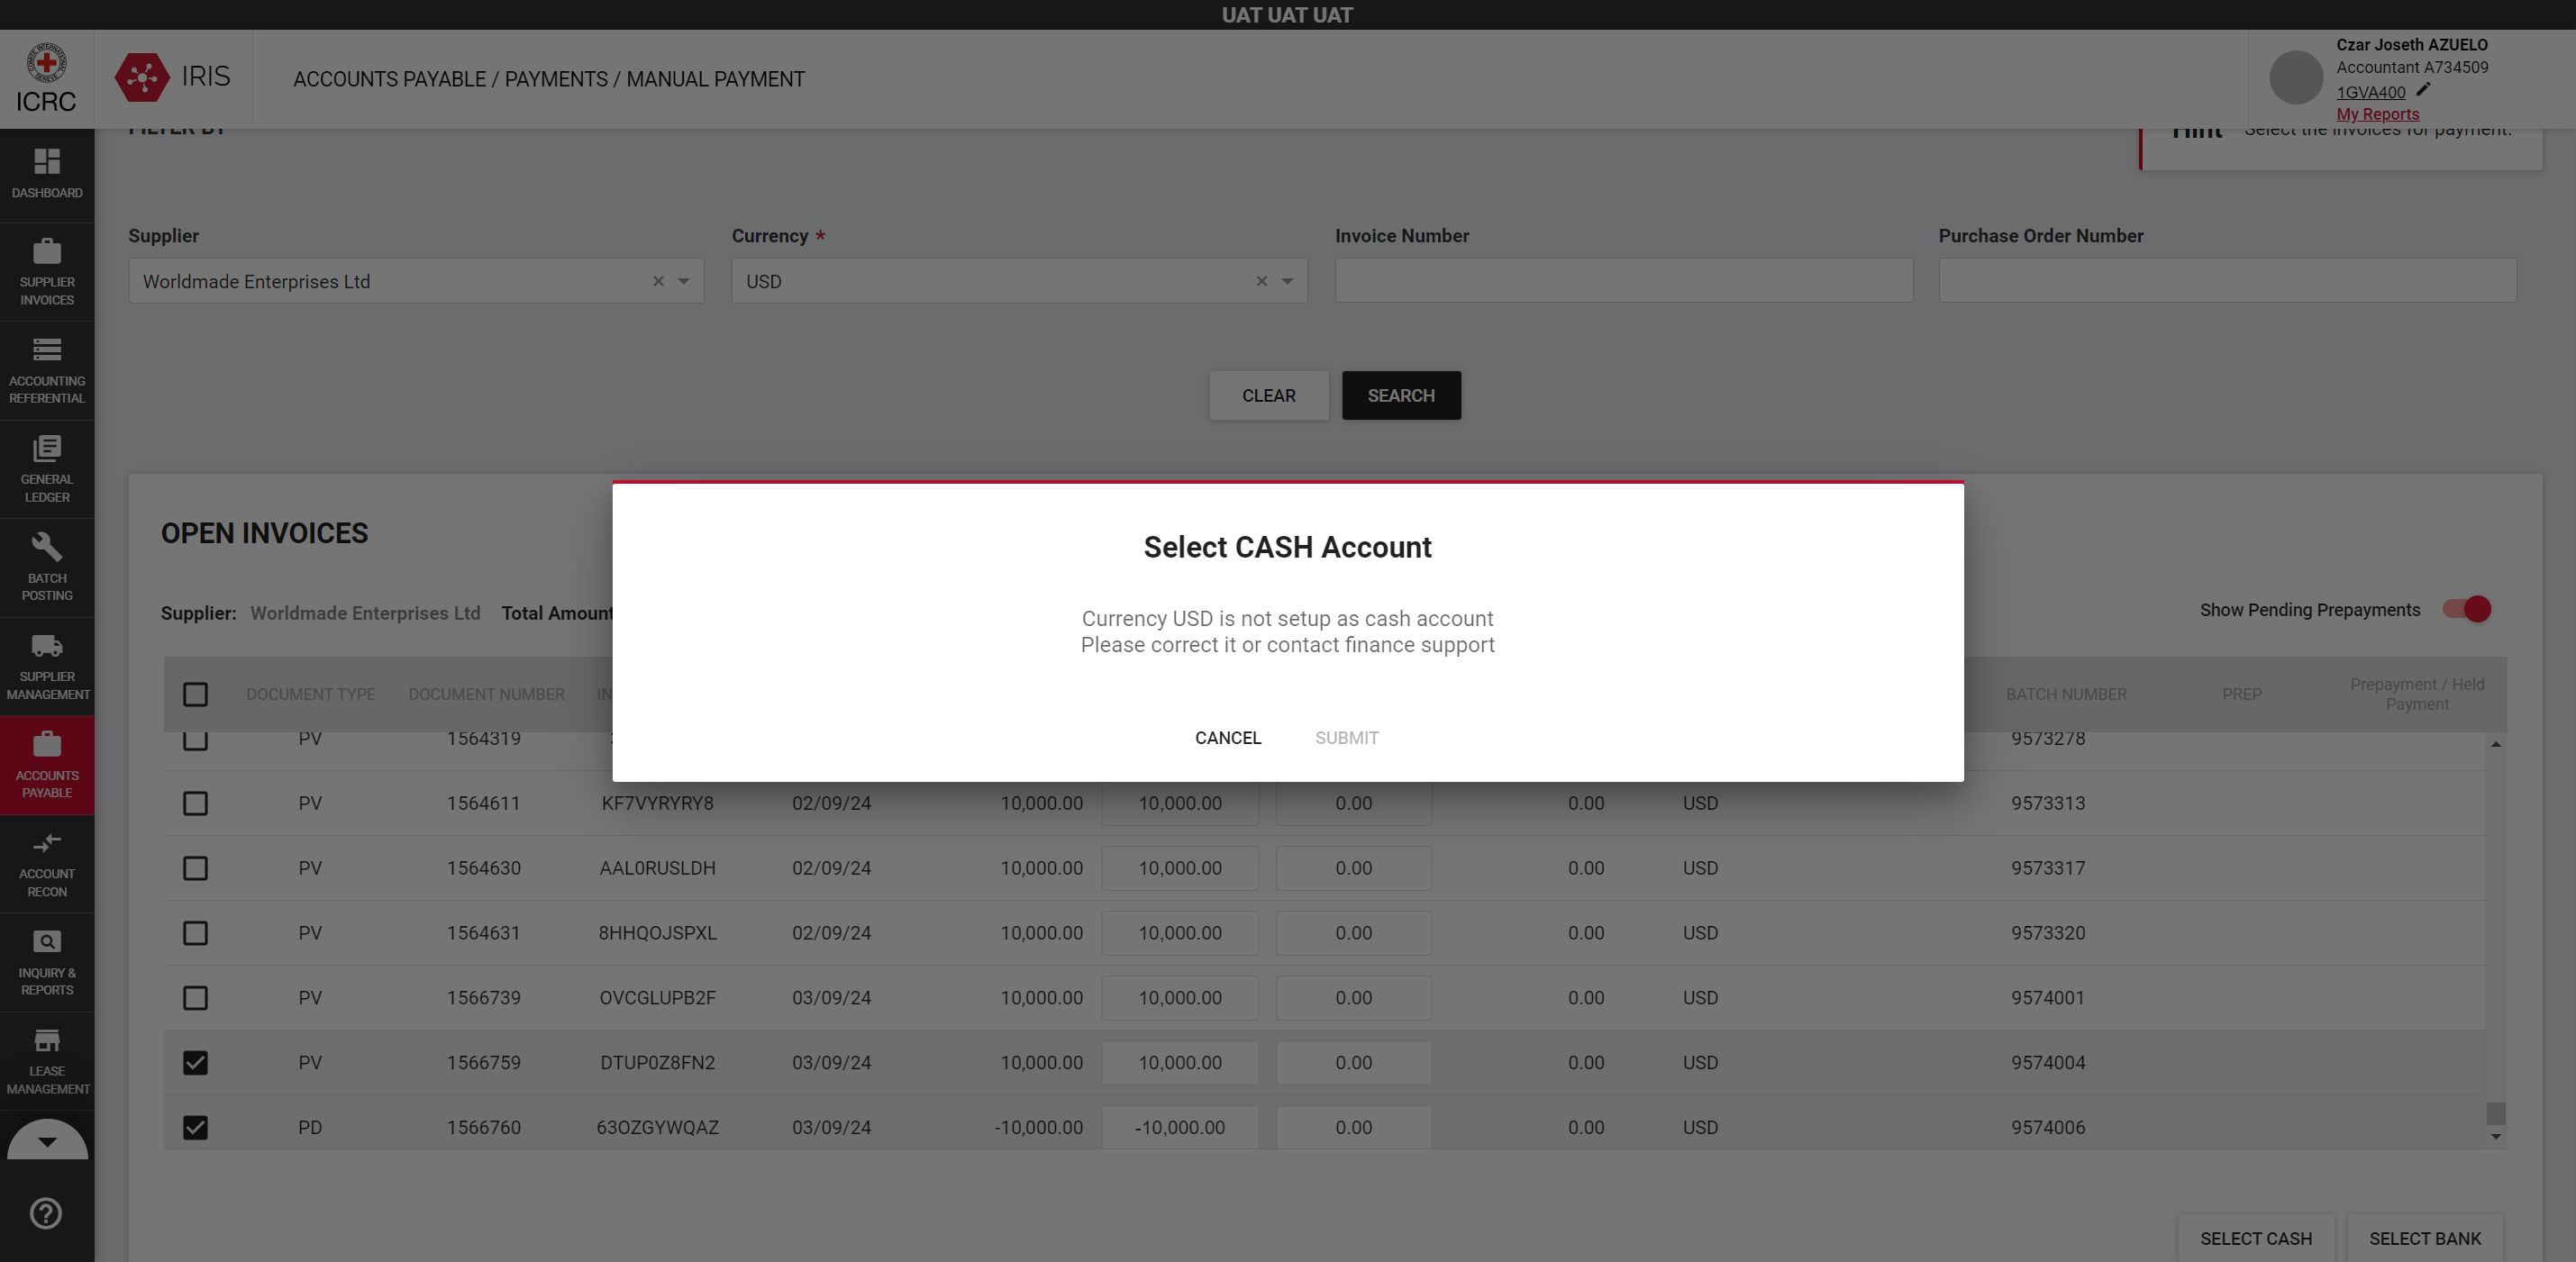 UAT UAT UAT
ICRC
IRIS
ACCOUNTS PAYABLE / PAYMENTS / MANUAL PAYMENT
Czar Joseth AZUELO
Accountant A734509
1GVA400
My Reports
FILTER BY
Hint Select the invoices for payment.
DASHBOARD
SUPPLIER
INVOICES
ACCOUNTING
REFERENTIAL
GENERAL
LEDGER
BATCH
POSTING
SUPPLIER
MANAGEMENT
ACCOUNTS
PAYABLE
ACCOUNT
RECON
INQUIRY &
REPORTS
LEASE
MANAGEMENT
Supplier Currency * Invoice Number Purchase Order Number
Worldmade Enterprises Ltd USD
CLEAR SEARCH
OPEN INVOICES
Supplier: Worldmade Enterprises Ltd Total Amount
Show Pending Prepayments
Select CASH Account
Currency USD is not setup as cash account
Please correct it or contact finance support
CANCEL SUBMIT
DOCUMENT TYPE DOCUMENT NUMBER IN BATCH NUMBER PREP Prepayment / Held
Payment
PV 1564319 9573278
PV 1564611 KF7VYRYRY8 02/09/24 10,000.00 10,000.00 0.00 0.00 USD 9573313
PV 1564630 AAL0RUSLDH 02/09/24 10,000.00 10,000.00 0.00 0.00 USD 9573317
PV 1564631 8HHQOJSPXL 02/09/24 10,000.00 10,000.00 0.00 0.00 USD 9573320
PV 1566739 OVCGLUPB2F 03/09/24 10,000.00 10,000.00 0.00 0.00 USD 9574001
PV 1566759 DTUP0Z8FN2 03/09/24 10,000.00 10,000.00 0.00 0.00 USD 9574004
PD 1566760 63OZGYWQAZ 03/09/24 -10,000.00 -10,000.00 0.00 0.00 USD 9574006
SELECT CASH SELECT BANK